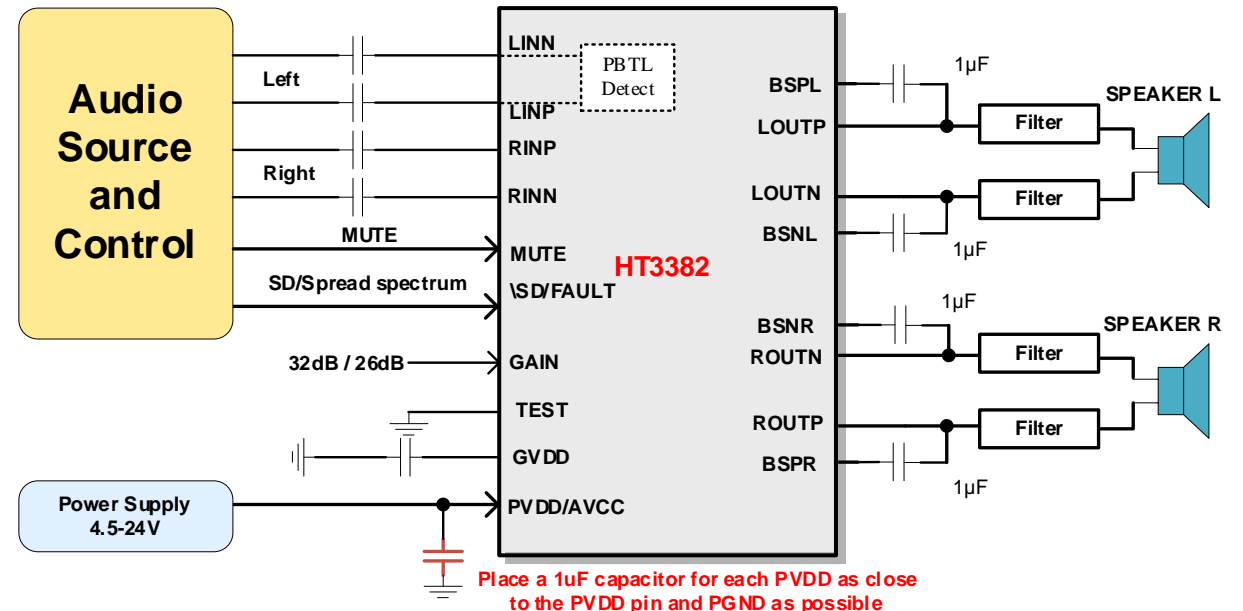 Audio
Source
and
Control
Left
Right
MUTE
SD/Spread spectrum
32dB / 26dB
Power Supply
4.5-24V
LINN
PBTL
Detect
LINP
RINP
RINN
MUTE
\SD/FAULT
GAIN
TEST
GVDD
PVDD/AVCC
HT3382
BSPL
LOUTP
LOUTN
BSNL
BSNR
ROUTN
ROUTP
BSPR
1µF
Filter
SPEAKER L
Filter
1µF
1µF
Filter
SPEAKER R
Filter
1µF
Place a 1uF capacitor for each PVDD as close
to the PVDD pin and PGND as possible